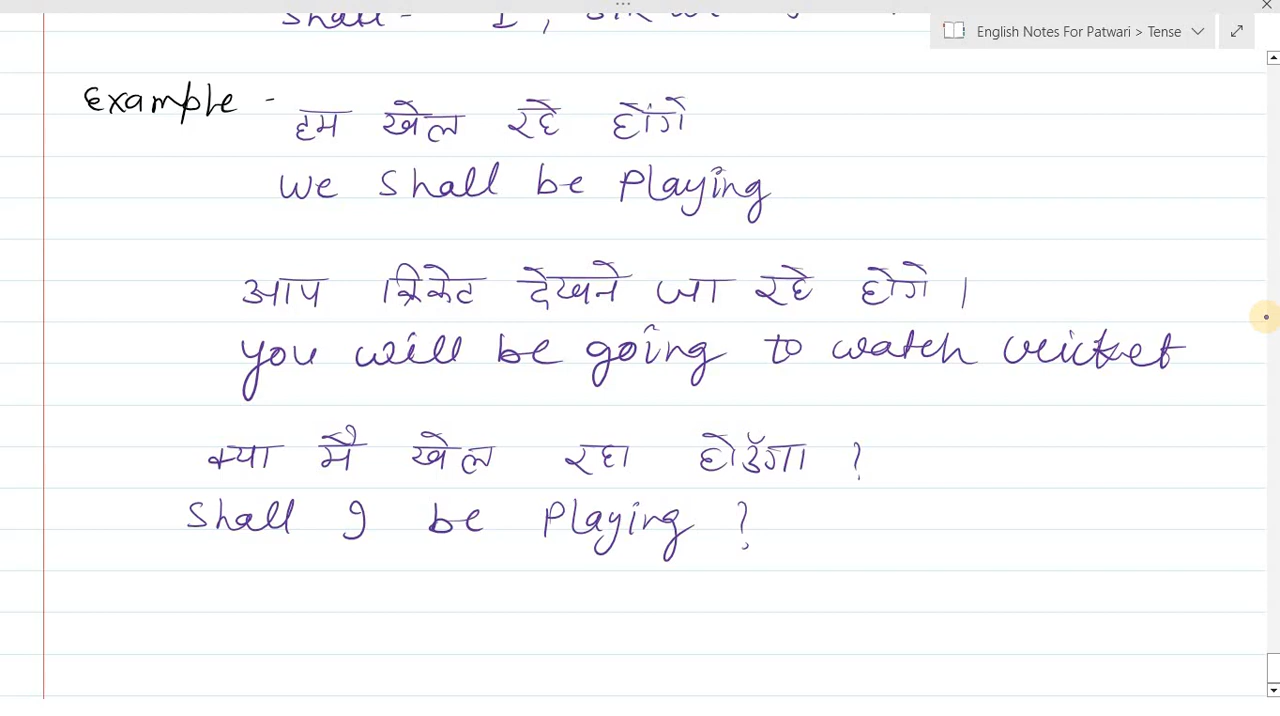 Shall - I,
English Notes For Patwari > Tense
Example -
हम खेल रहे होंगे
We Shall be Playing
आप क्रिकेट देखने जा रहे होगे ।
you will be going to watch cricket
क्या मै खेल रहा होउँगा ?
Shall I be Playing ?